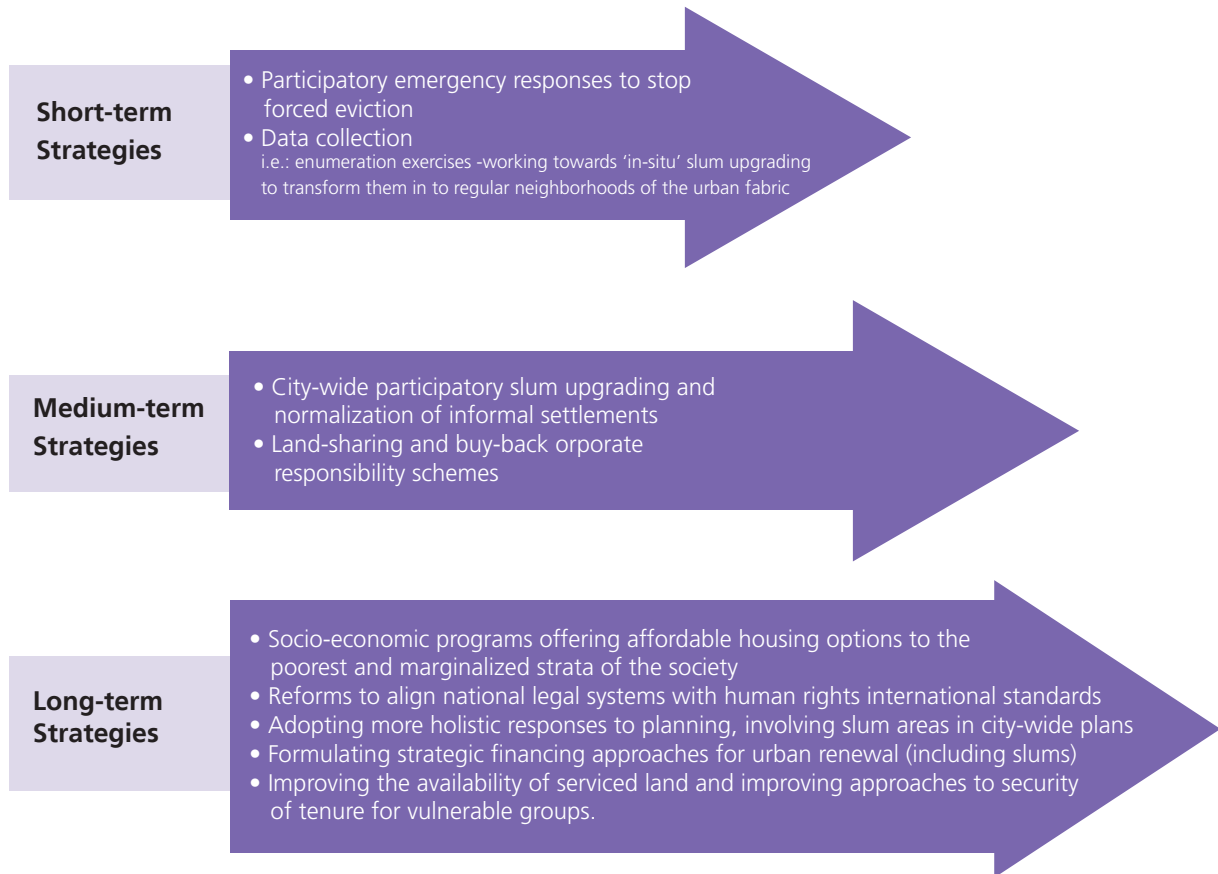 Short-term
Strategies
• Participatory emergency responses to stop
forced eviction
• Data collection
i.e.: enumeration exercises -working towards ‘in-situ’ slum upgrading
to transform them in to regular neighborhoods of the urban fabric
Medium-term
Strategies
• City-wide participatory slum upgrading and
normalization of informal settlements
• Land-sharing and buy-back orporate
responsibility schemes
Long-term
Strategies
• Socio-economic programs offering affordable housing options to the
poorest and marginalized strata of the society
• Reforms to align national legal systems with human rights international standards
• Adopting more holistic responses to planning, involving slum areas in city-wide plans
• Formulating strategic financing approaches for urban renewal (including slums)
• Improving the availability of serviced land and improving approaches to security
of tenure for vulnerable groups.